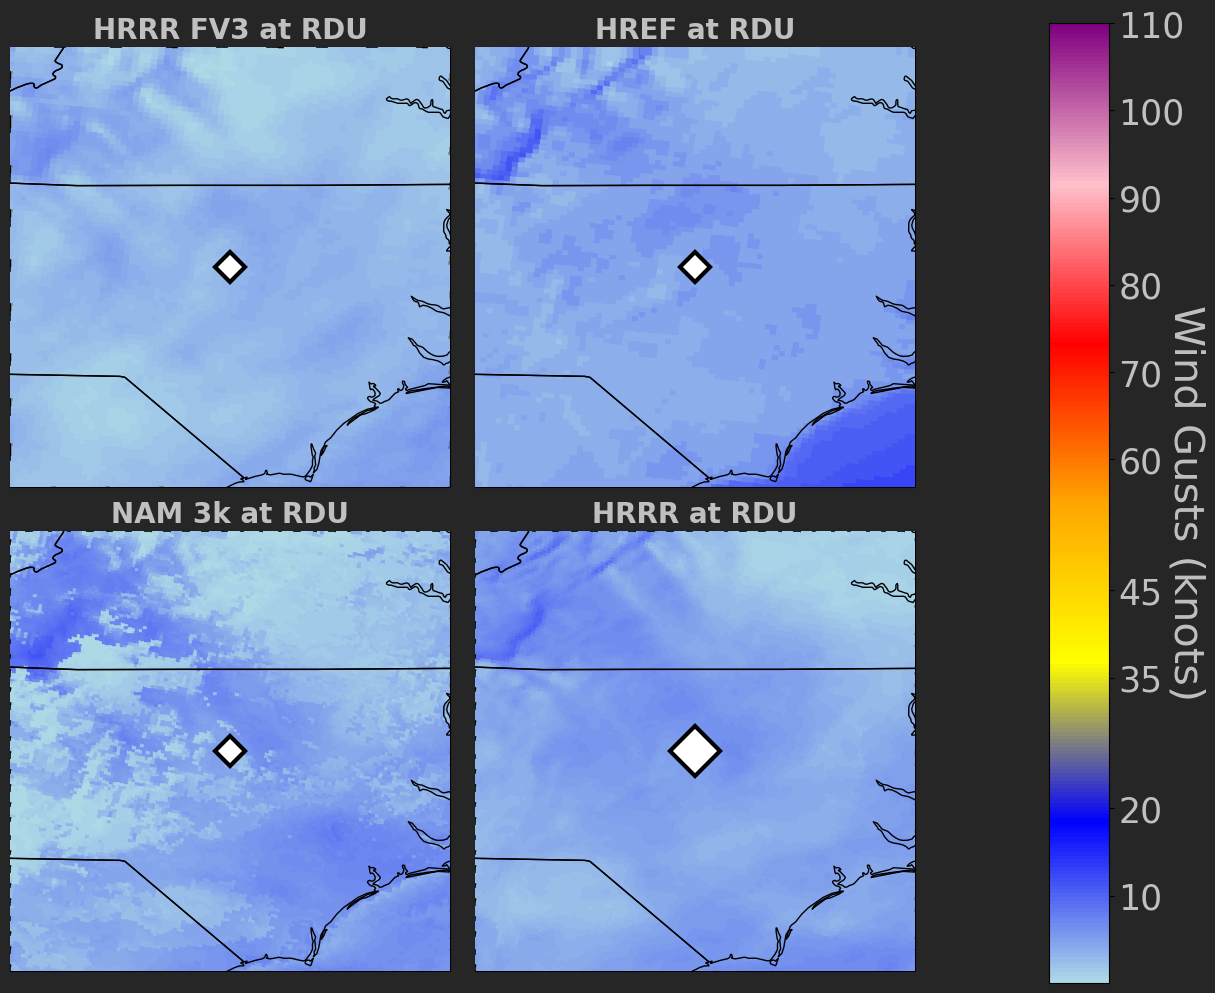 HRRR FV3 at RDU
HREF at RDU
NAM 3k at RDU
HRRR at RDU
110
100
90
80
70
60
45
35
20
10
Wind Gusts (knots)